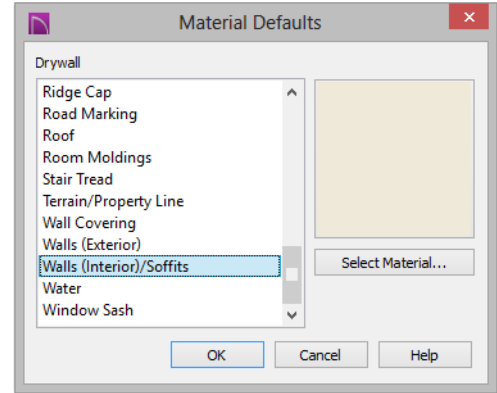 Material Defaults
Drywall
Ridge Cap
Road Marking
Roof
Room Moldings
Stair Tread
Terrain/Property Line
Wall Covering
Walls (Exterior)
Walls (Interior)/Soffits
Water
Window Sash
Select Material...
OK Cancel Help